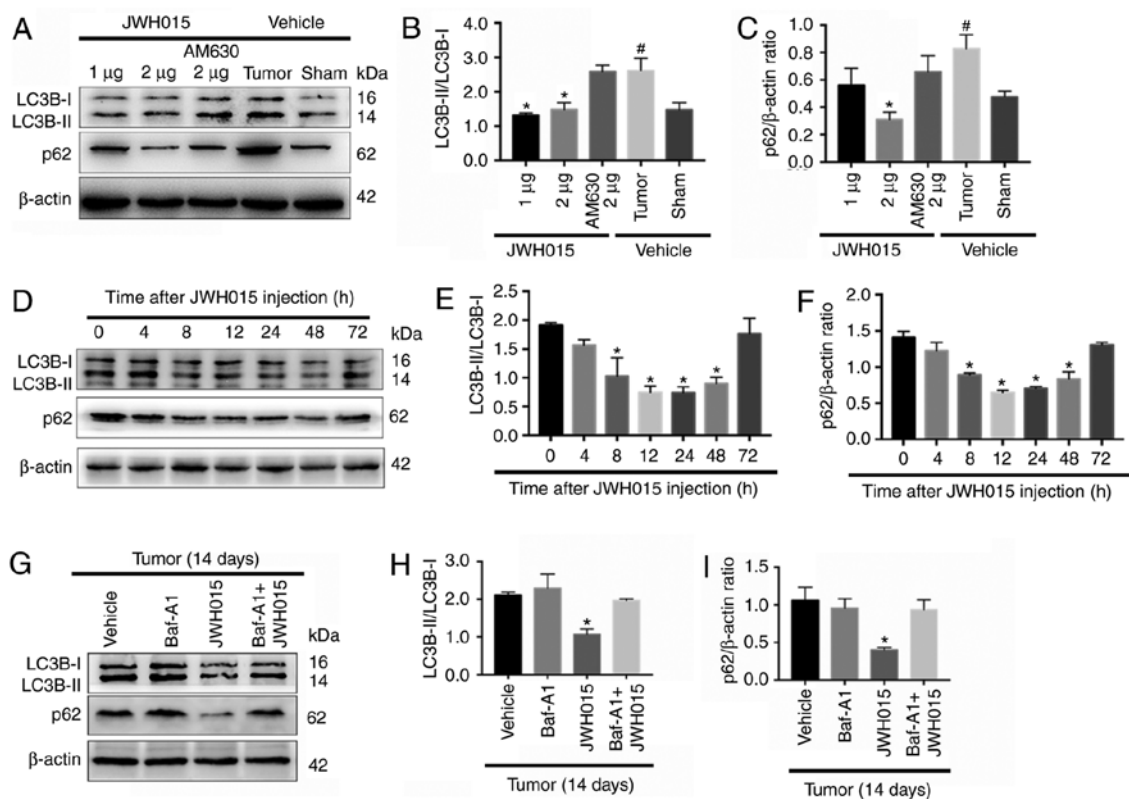 A
JWH015 Vehicle
AM630
1 μg 2 μg 2 μg Tumor Sham kDa
LC3B-I 16
LC3B-II 14
p62 62
β-actin 42
B
LC3B-II/LC3B-I
4.0
3.0
2.0
1.0
0.0
* * #
1 μg
2 μg
AM630
2 μg
Tumor
Sham
JWH015 Vehicle
C
p62/β-actin ratio
1.0
0.8
0.6
0.4
0.2
0.0
* #
1 μg
2 μg
AM630
2 μg
Tumor
Sham
JWH015 Vehicle
D
Time after JWH015 injection (h)
0 4 8 12 24 48 72 kDa
LC3B-I 16
LC3B-II 14
p62 62
β-actin 42
E
LC3B-II/LC3B-I
2.5
2.0
1.5
1.0
0.5
0.0
* * * *
0 4 8 12 24 48 72
Time after JWH015 injection (h)
F
p62/β-actin ratio
2.0
1.5
1.0
0.5
0.0
* * * *
0 4 8 12 24 48 72
Time after JWH015 injection (h)
G
Tumor (14 days)
Vehicle
Baf-A1
JWH015
Baf-A1+
JWH015
kDa
LC3B-I 16
LC3B-II 14
p62 62
β-actin 42
H
LC3B-II/LC3B-I
3.0
2.0
1.0
0.0
*
Vehicle
Baf-A1
JWH015
Baf-A1+
JWH015
Tumor (14 days)
I
p62/β-actin ratio
1.5
1.0
0.5
0.0
*
Vehicle
Baf-A1
JWH015
Baf-A1+
JWH015
Tumor (14 days)